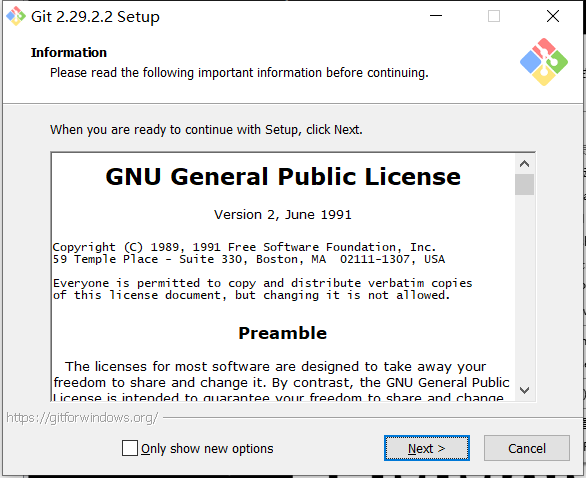 Git 2.29.2.2 Setup
Information
Please read the following important information before continuing.
When you are ready to continue with Setup, click Next.
GNU General Public License
Version 2, June 1991
Copyright (C) 1989, 1991 Free Software Foundation, Inc.
59 Temple Place - Suite 330, Boston, MA  02111-1307, USA
Everyone is permitted to copy and distribute verbatim copies
of this license document, but changing it is not allowed.
Preamble
The licenses for most software are designed to take away your
freedom to share and change it. By contrast, the GNU General Public
License is intended to guarantee your freedom to share and change
https://gitforwindows.org/
Only show new options
Next >
Cancel